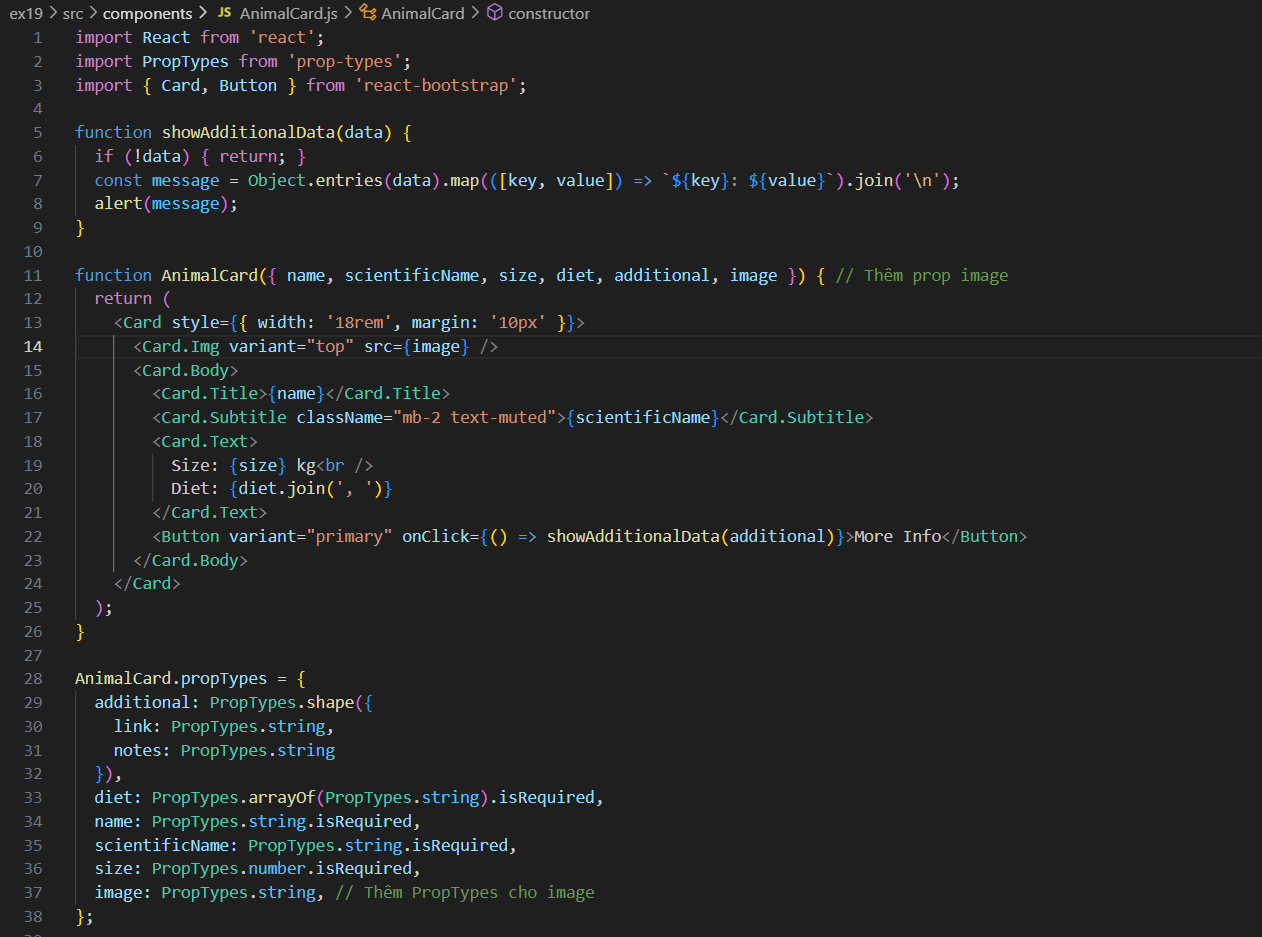 ex19 > src > components > JS AnimalCard.js > AnimalCard > constructor
1 import React from 'react';
2 import PropTypes from 'prop-types';
3 import { Card, Button } from 'react-bootstrap';
4
5 function showAdditionalData(data) {
6   if (!data) { return; }
7   const message = Object.entries(data).map(([key, value]) => `${key}: ${value}`).join('\n');
8   alert(message);
9 }
10
11 function AnimalCard({ name, scientificName, size, diet, additional, image }) { // Thêm prop image
12   return (
13     <Card style={{ width: '18rem', margin: '10px' }}>
14       <Card.Img variant="top" src={image} />
15       <Card.Body>
16         <Card.Title>{name}</Card.Title>
17         <Card.Subtitle className="mb-2 text-muted">{scientificName}</Card.Subtitle>
18         <Card.Text>
19           Size: {size} kg<br />
20           Diet: {diet.join(', ')}
21         </Card.Text>
22         <Button variant="primary" onClick={() => showAdditionalData(additional)}>More Info</Button>
23       </Card.Body>
24     </Card>
25   );
26 }
27
28 AnimalCard.propTypes = {
29   additional: PropTypes.shape({
30     link: PropTypes.string,
31     notes: PropTypes.string
32   }),
33   diet: PropTypes.arrayOf(PropTypes.string).isRequired,
34   name: PropTypes.string.isRequired,
35   scientificName: PropTypes.string.isRequired,
36   size: PropTypes.number.isRequired,
37   image: PropTypes.string, // Thêm PropTypes cho image
38 };